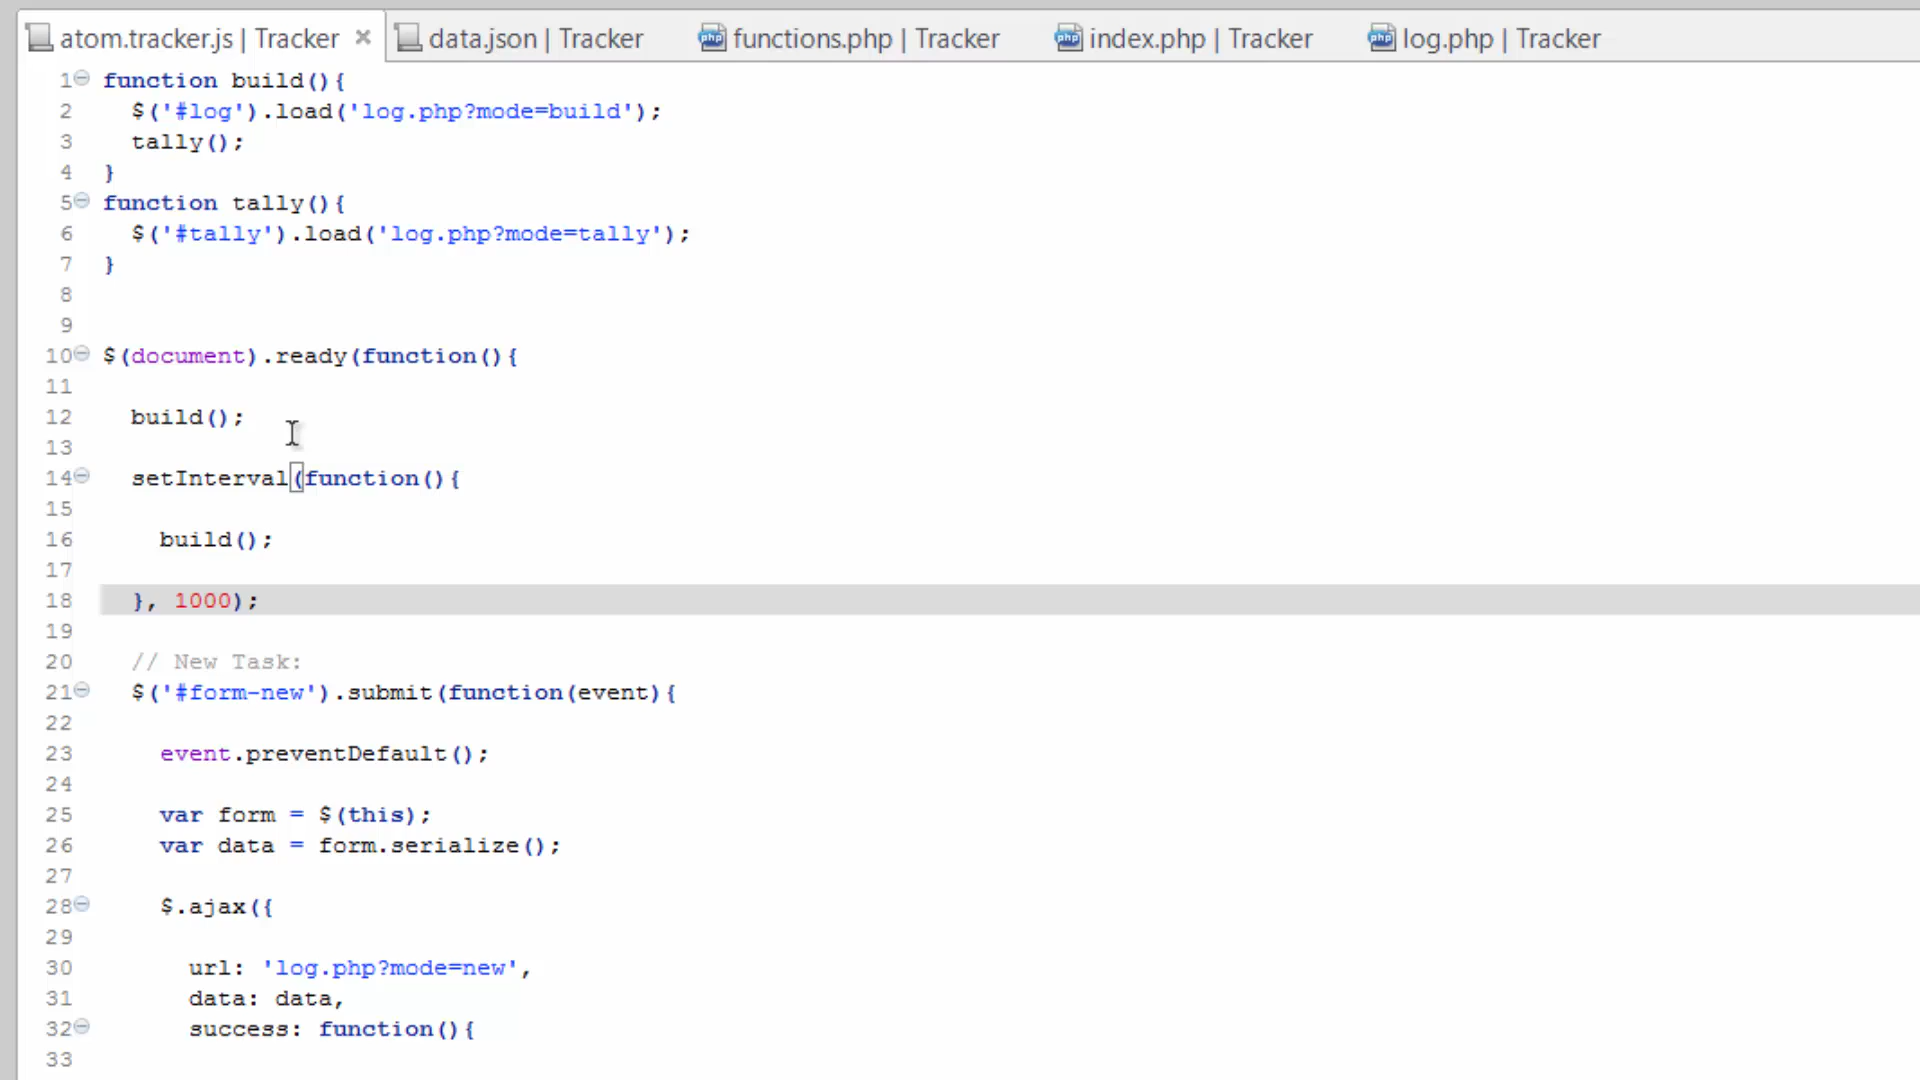 atom.tracker.js | Tracker data.json | Tracker functions.php | Tracker index.php | Tracker log.php | Tracker
1 function build(){
2 $('#log').load('log.php?mode=build');
3 tally();
4 }
5 function tally(){
6 $('#tally').load('log.php?mode=tally');
7 }
8
9
10 $(document).ready(function(){
11
12 build();
13
14 setInterval(function(){
15
16 build();
17
18 }, 1000);
19
20 // New Task:
21 $('#form-new').submit(function(event){
22
23 event.preventDefault();
24
25 var form = $(this);
26 var data = form.serialize();
27
28 $.ajax({
29
30 url: 'log.php?mode=new',
31 data: data,
32 success: function(){
33